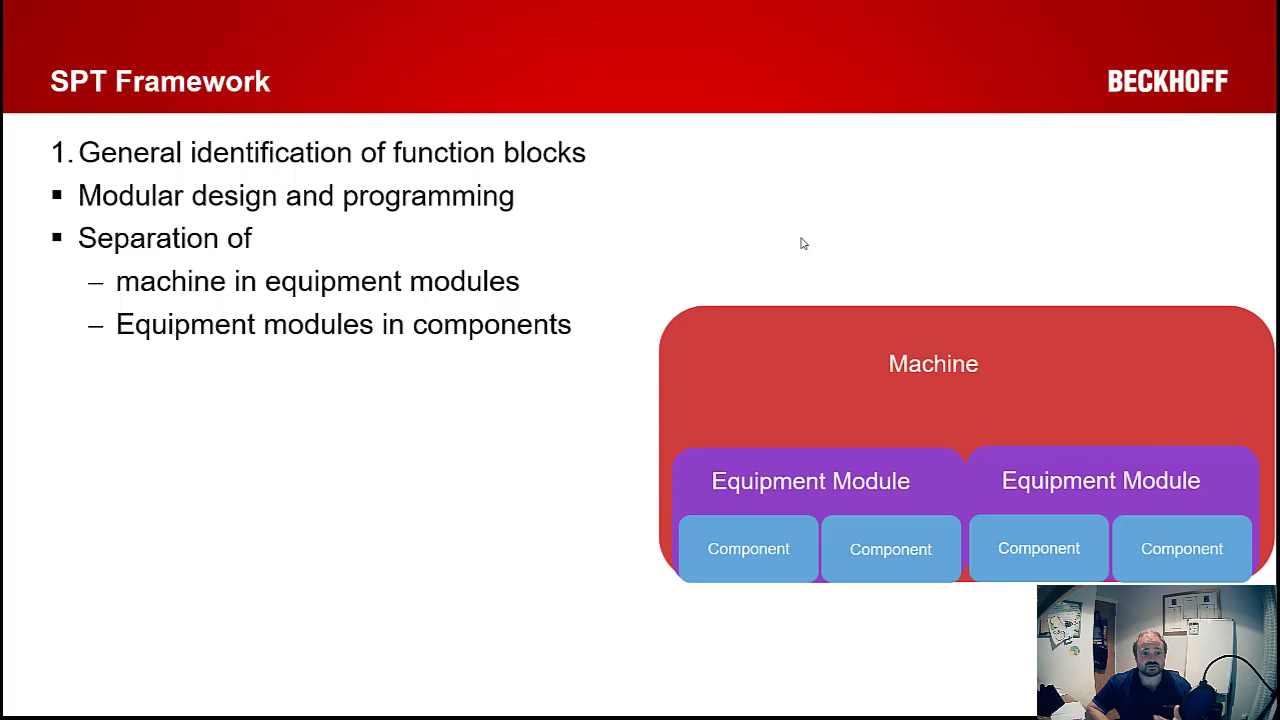 SPT Framework
BECKHOFF
1. General identification of function blocks
▪ Modular design and programming
▪ Separation of
– machine in equipment modules
– Equipment modules in components
Machine
Equipment Module
Equipment Module
Component
Component
Component
Component